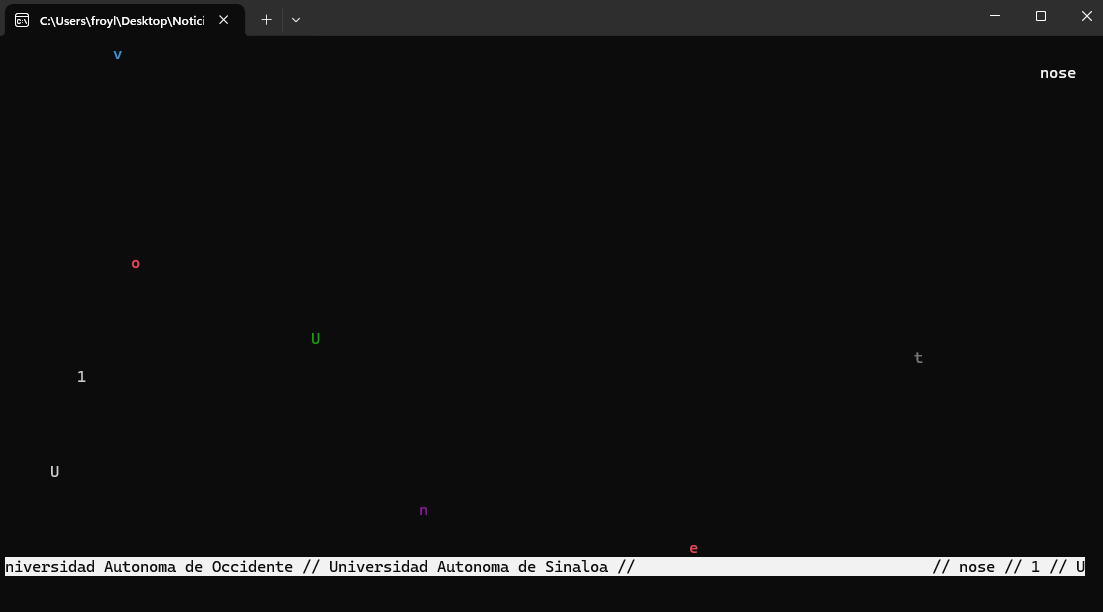 C:\Users\froyl\Desktop\Notici
v
nose
o
U
t
1
U
n
e
niversidad Autonoma de Occidente // Universidad Autonoma de Sinaloa // // nose // 1 // U